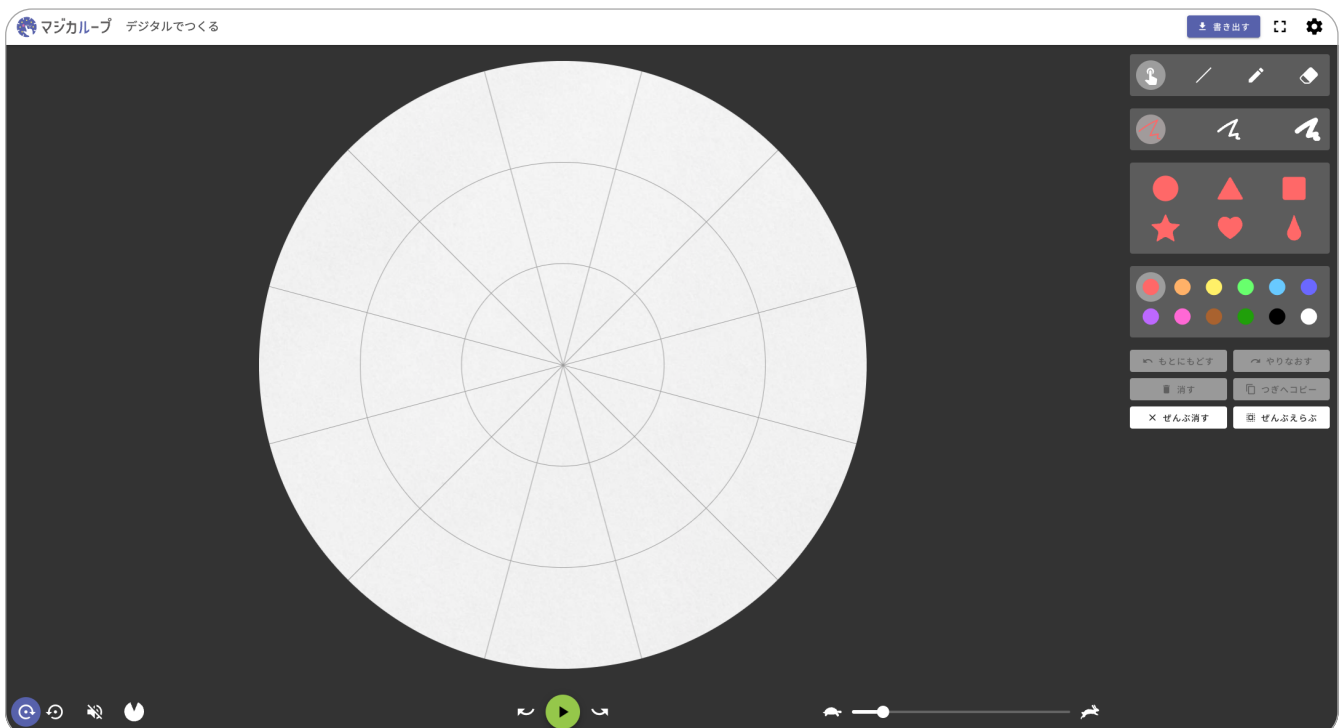 マジカループ デジタルでつくる
書き出す
もとにもどす やりなおす
消す つぎへコピー
ぜんぶ消す ぜんぶえらぶ